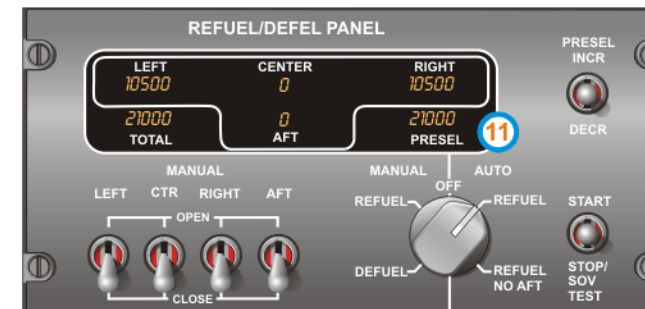 REFUEL/DEFEL PANEL
PRESEL
INCR
LEFT CENTER RIGHT
10500 0 10500
21000 0 21000
TOTAL AFT PRESEL
11
DECR
MANUAL MANUAL AUTO
LEFT CTR RIGHT AFT
OFF
REFUEL REFUEL START
OPEN
DEFUEL REFUEL
NO AFT
STOP/
SOV
TEST
CLOSE